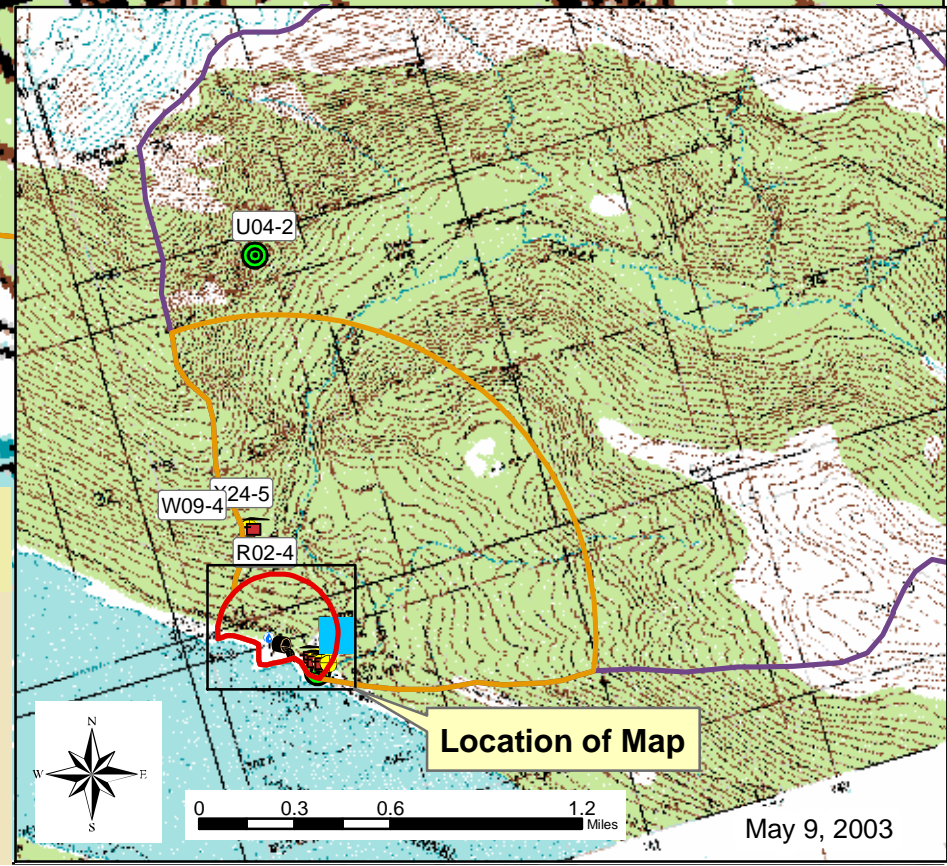 U04-2
Y24-5
W09-4
R02-4
Location of Map
N
W E
S
0 0.3 0.6 1.2
Miles
May 9, 2003